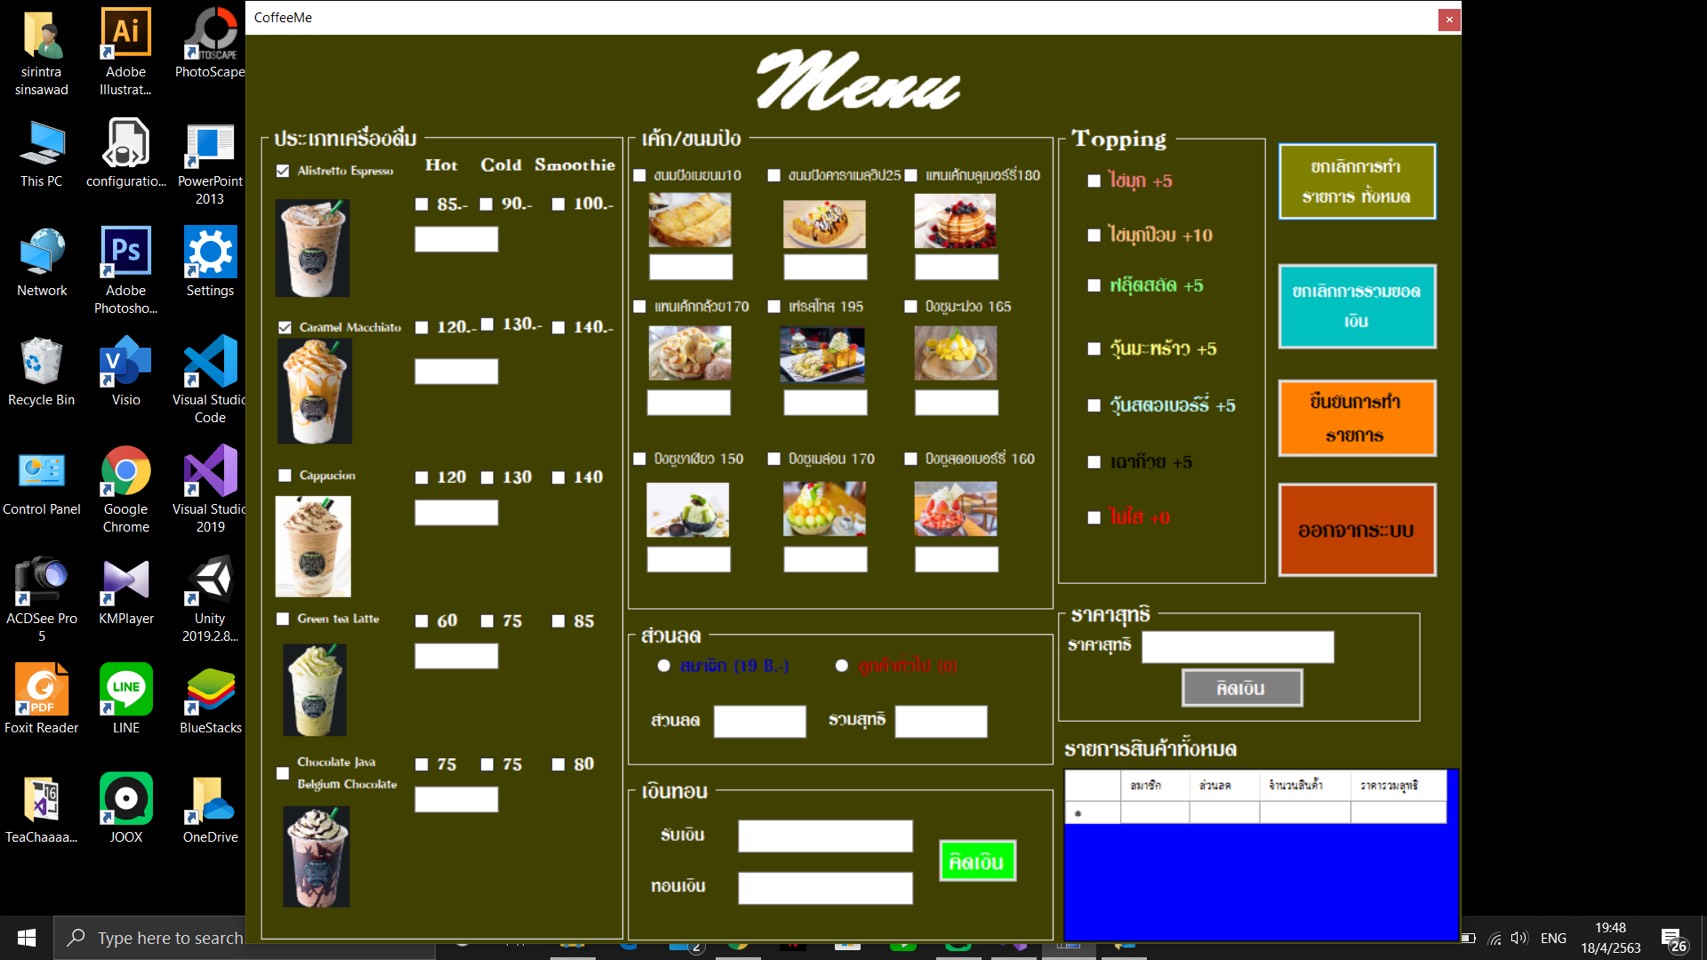 CoffeeMe
Menu
ประเภทเครื่องดื่ม
Hot Cold Smoothie
Alistretto Espresso
85.- 90.- 100.-
Caramel Macchiato 120.- 130.- 140.-
Cappucion 120 130 140
Green tea Latte 60 75 85
Chocolate Java
Belgium Chocolate
75 75 80
เค้ก/ขนมปัง
ขนมปังเนยนม10 ขนมปังคาราเมลวิป25 แพนเค้กบลูเบอร์รี่180
แพนเค้กกล้วย170 เฟรสโทส 195 ปังซูมะม่วง 165
ปังซูชาเขียว 150 ปังซูเมล่อน 170 ปังซูสตอเบอร์รี่ 160
ส่วนลด
สมาชิก (19 B.-) ลูกค้าทั่วไป (0)
ส่วนลด รวมสุทธิ
เงินทอน
รับเงิน
ทอนเงิน
คิดเงิน
Topping
ไข่มุก +5
ไข่มุกป๊อบ +10
ฟลุ๊ตสลัด +5
วุ้นมะพร้าว +5
วุ้นสตอเบอร์รี่ +5
เฉาก๊วย +5
ไม่ใส่ +0
ยกเลิกการทำ
รายการ ทั้งหมด
ยกเลิกการรวมยอด
เงิน
ยืนยันการทำ
รายการ
ออกจากระบบ
ราคาสุทธิ
ราคาสุทธิ
คิดเงิน
รายการสินค้าทั้งหมด
สมาชิก ส่วนลด จำนวนสินค้า ราคารวมสุทธิ
sirintra
sinsawad
Adobe
Illustrat...
PhotoScape
This PC
configuratio...
PowerPoint
2013
Network
Adobe
Photosho...
Settings
Recycle Bin
Visio
Visual Studio
Code
Control Panel
Google
Chrome
Visual Studio
2019
ACDSee Pro
5
KMPlayer
Unity
2019.2.8...
Foxit Reader
LINE
BlueStacks
TeaChaaaa...
JOOX
OneDrive
Type here to search
ENG
19:48
18/4/2563
26